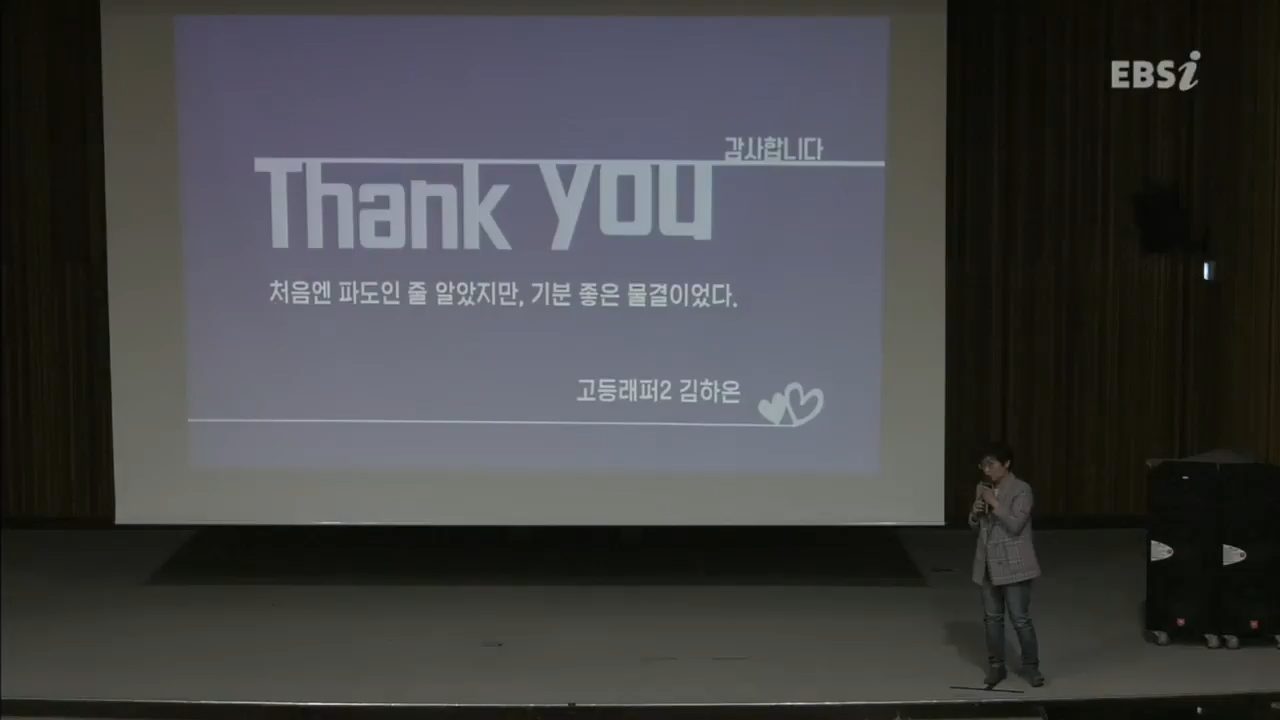 EBSi
감사합니다
Thank you
처음엔 파도인 줄 알았지만, 기분 좋은 물결이었다.
고등래퍼2 김하온